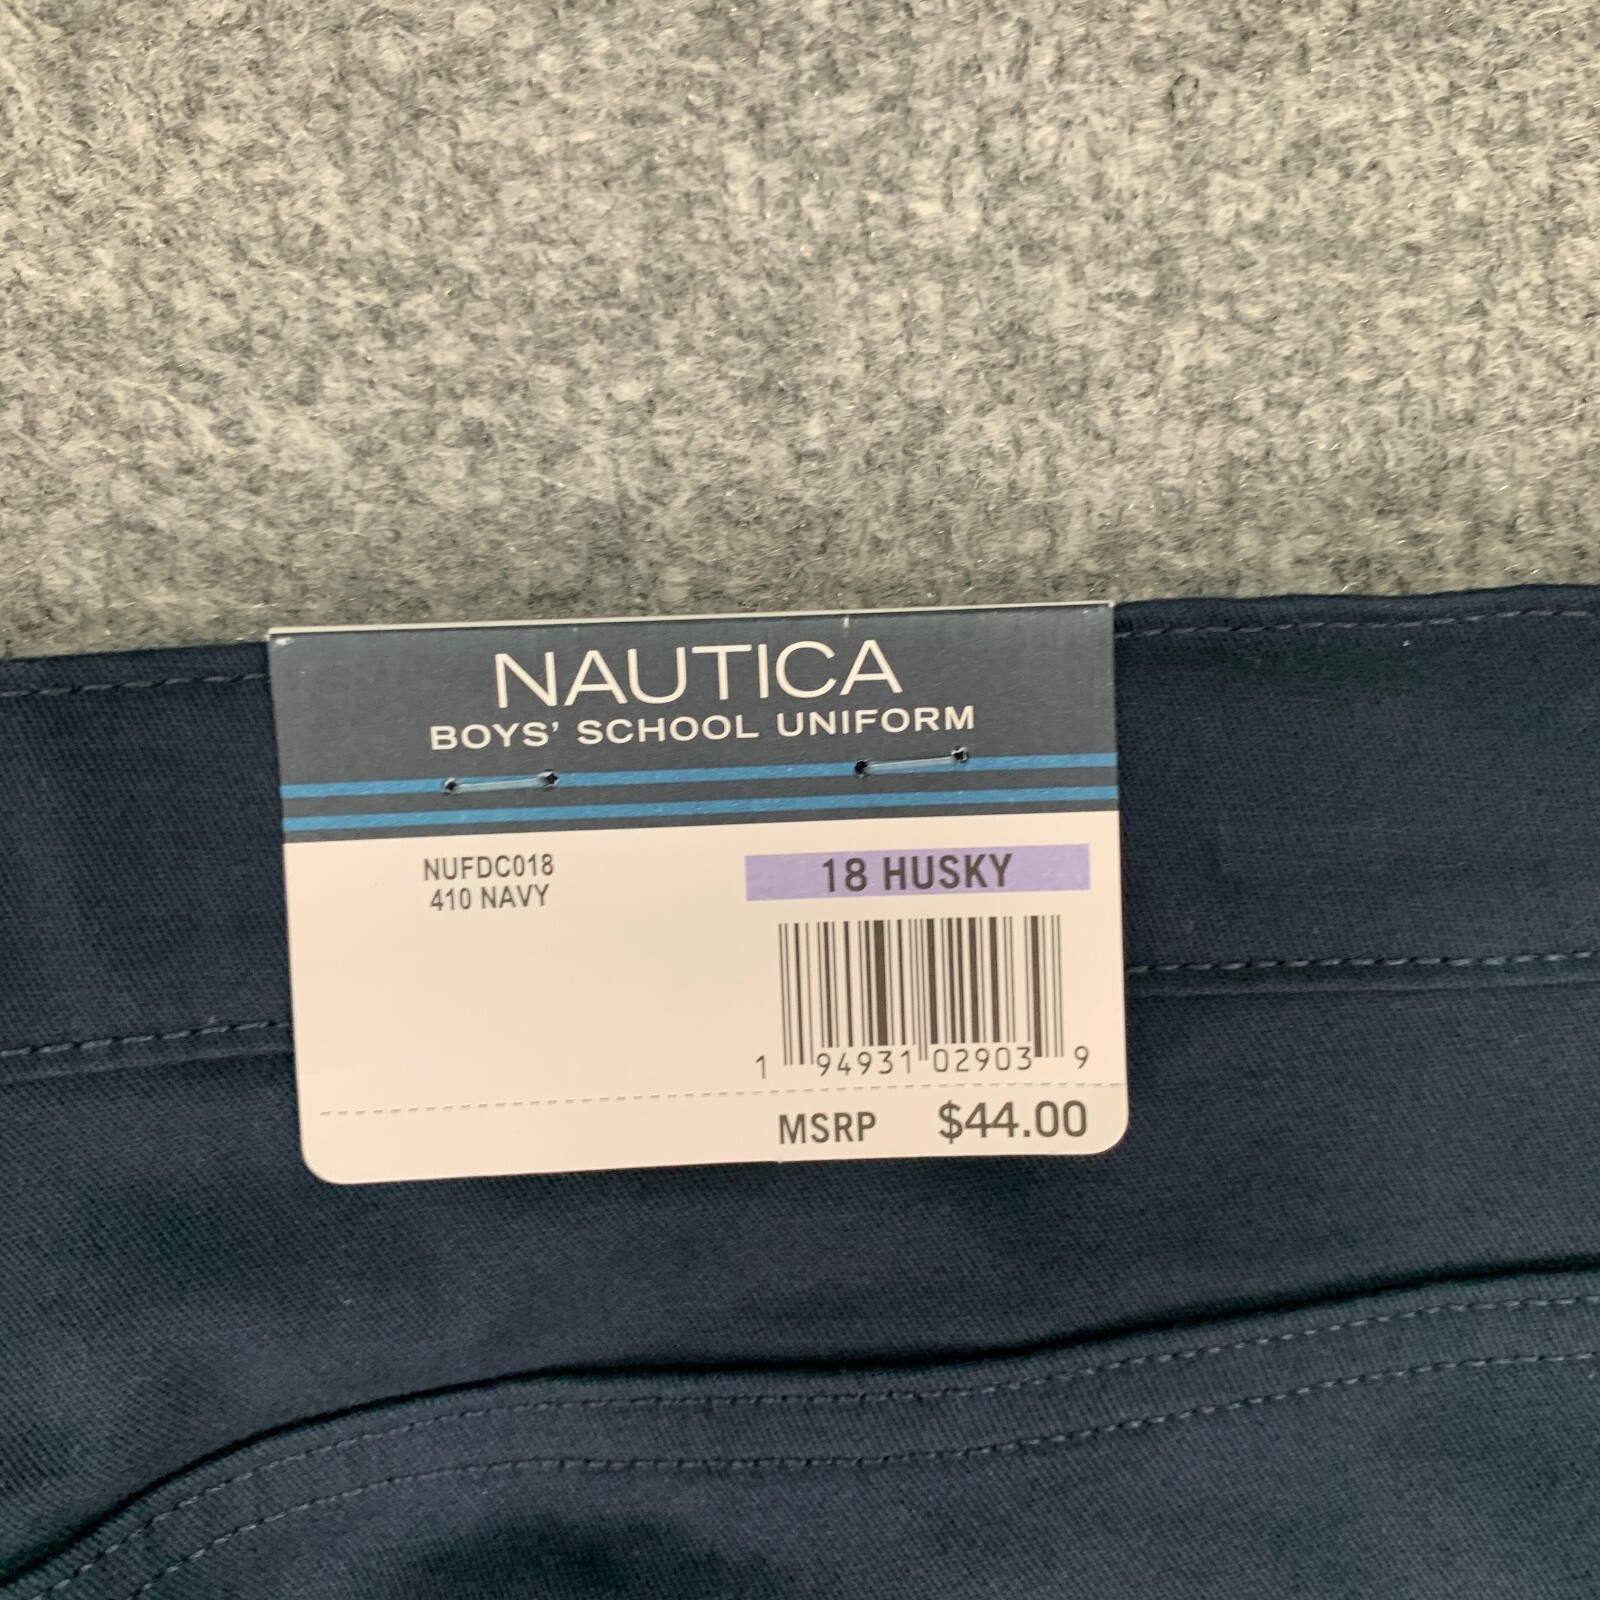 NAUTICA
BOYS' SCHOOL UNIFORM
NUFDC018
410 NAVY
18 HUSKY
1 94931 02903 9
MSRP $44.00